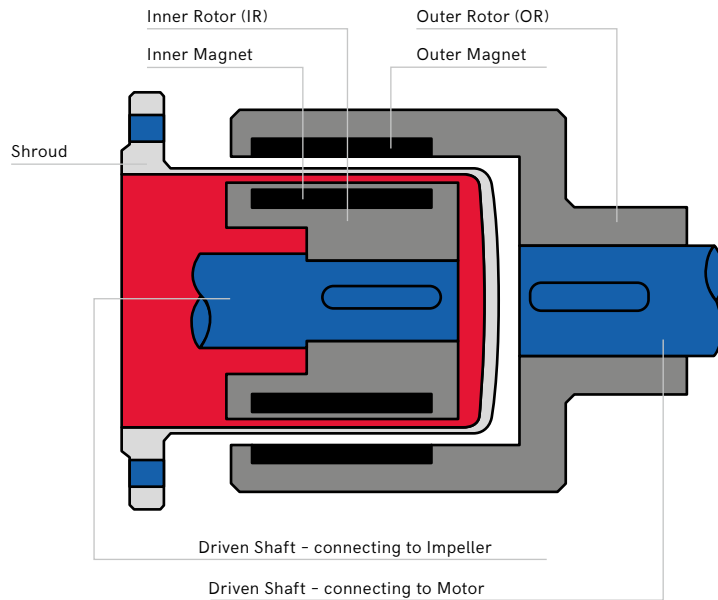 Inner Rotor (IR)
Outer Rotor (OR)
Inner Magnet
Outer Magnet
Shroud
Driven Shaft – connecting to Impeller
Driven Shaft – connecting to Motor